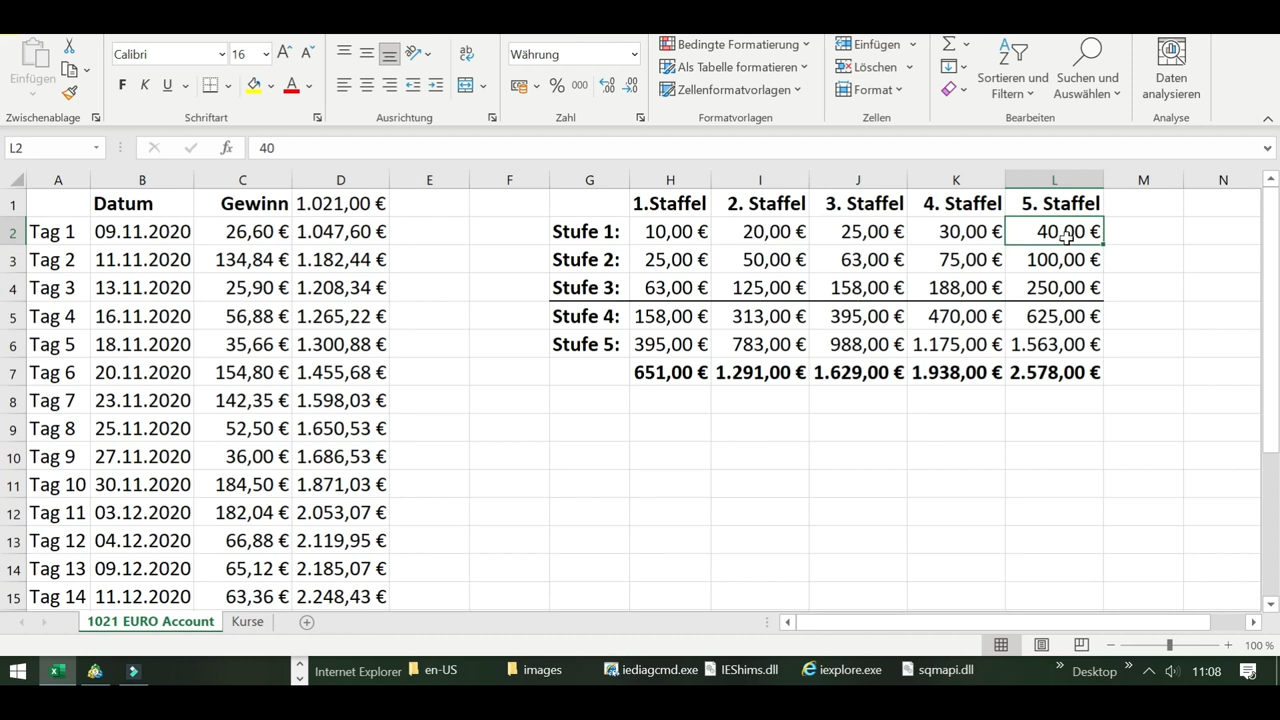 Einfügen
Zwischenablage
Calibri
16
F K U
Schriftart
ab
Ausrichtung
Währung
% 000
Zahl
Bedingte Formatierung
Als Tabelle formatieren
Zellenformatvorlagen
Formatvorlagen
Einfügen
Löschen
Format
Zellen
Sortieren und Filtern
Suchen und Auswählen
Bearbeiten
Daten analysieren
Analyse
L2
fx
40
A B C D E F G H I J K L M N
1 Datum Gewinn 1.021,00 € 1.Staffel 2. Staffel 3. Staffel 4. Staffel 5. Staffel
2 Tag 1 09.11.2020 26,60 € 1.047,60 € Stufe 1: 10,00 € 20,00 € 25,00 € 30,00 € 40,00 €
3 Tag 2 11.11.2020 134,84 € 1.182,44 € Stufe 2: 25,00 € 50,00 € 63,00 € 75,00 € 100,00 €
4 Tag 3 13.11.2020 25,90 € 1.208,34 € Stufe 3: 63,00 € 125,00 € 158,00 € 188,00 € 250,00 €
5 Tag 4 16.11.2020 56,88 € 1.265,22 € Stufe 4: 158,00 € 313,00 € 395,00 € 470,00 € 625,00 €
6 Tag 5 18.11.2020 35,66 € 1.300,88 € Stufe 5: 395,00 € 783,00 € 988,00 € 1.175,00 € 1.563,00 €
7 Tag 6 20.11.2020 154,80 € 1.455,68 € 651,00 € 1.291,00 € 1.629,00 € 1.938,00 € 2.578,00 €
8 Tag 7 23.11.2020 142,35 € 1.598,03 €
9 Tag 8 25.11.2020 52,50 € 1.650,53 €
10 Tag 9 27.11.2020 36,00 € 1.686,53 €
11 Tag 10 30.11.2020 184,50 € 1.871,03 €
12 Tag 11 03.12.2020 182,04 € 2.053,07 €
13 Tag 12 04.12.2020 66,88 € 2.119,95 €
14 Tag 13 09.12.2020 65,12 € 2.185,07 €
15 Tag 14 11.12.2020 63,36 € 2.248,43 €
1021 EURO Account Kurse
100 %
Internet Explorer en-US images iediagcmd.exe IEShims.dll iexplore.exe sqmapi.dll Desktop 11:08